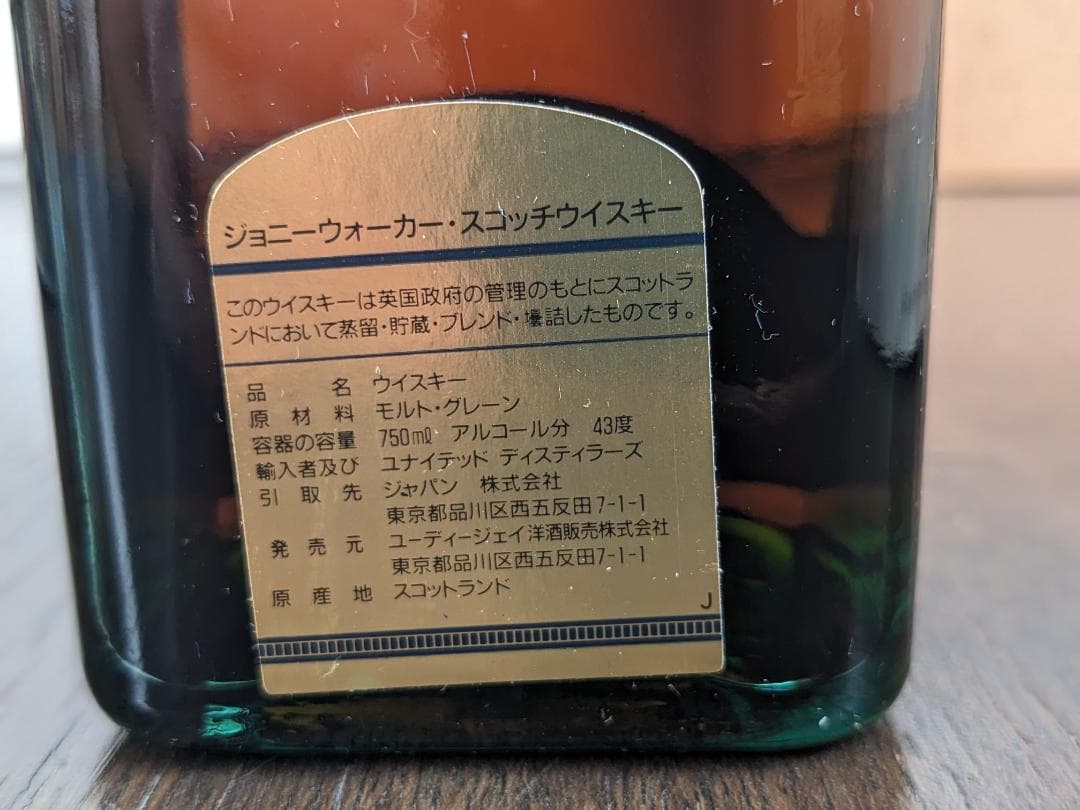 ジョニーウォーカー・スコッチウイスキー
このウイスキーは英国政府の管理のもとにスコットラ
ンドにおいて蒸留・貯蔵・ブレンド・壜詰したものです。
品名 ウイスキー
原材料 モルト・グレーン
容器の容量 750mℓ アルコール分 43度
輸入者及び ユナイテッド ディスティラーズ
引取先 ジャパン 株式会社
東京都品川区西五反田7-1-1
発売元 ユーディージェイ洋酒販売株式会社
東京都品川区西五反田7-1-1
原産地 スコットランド
J